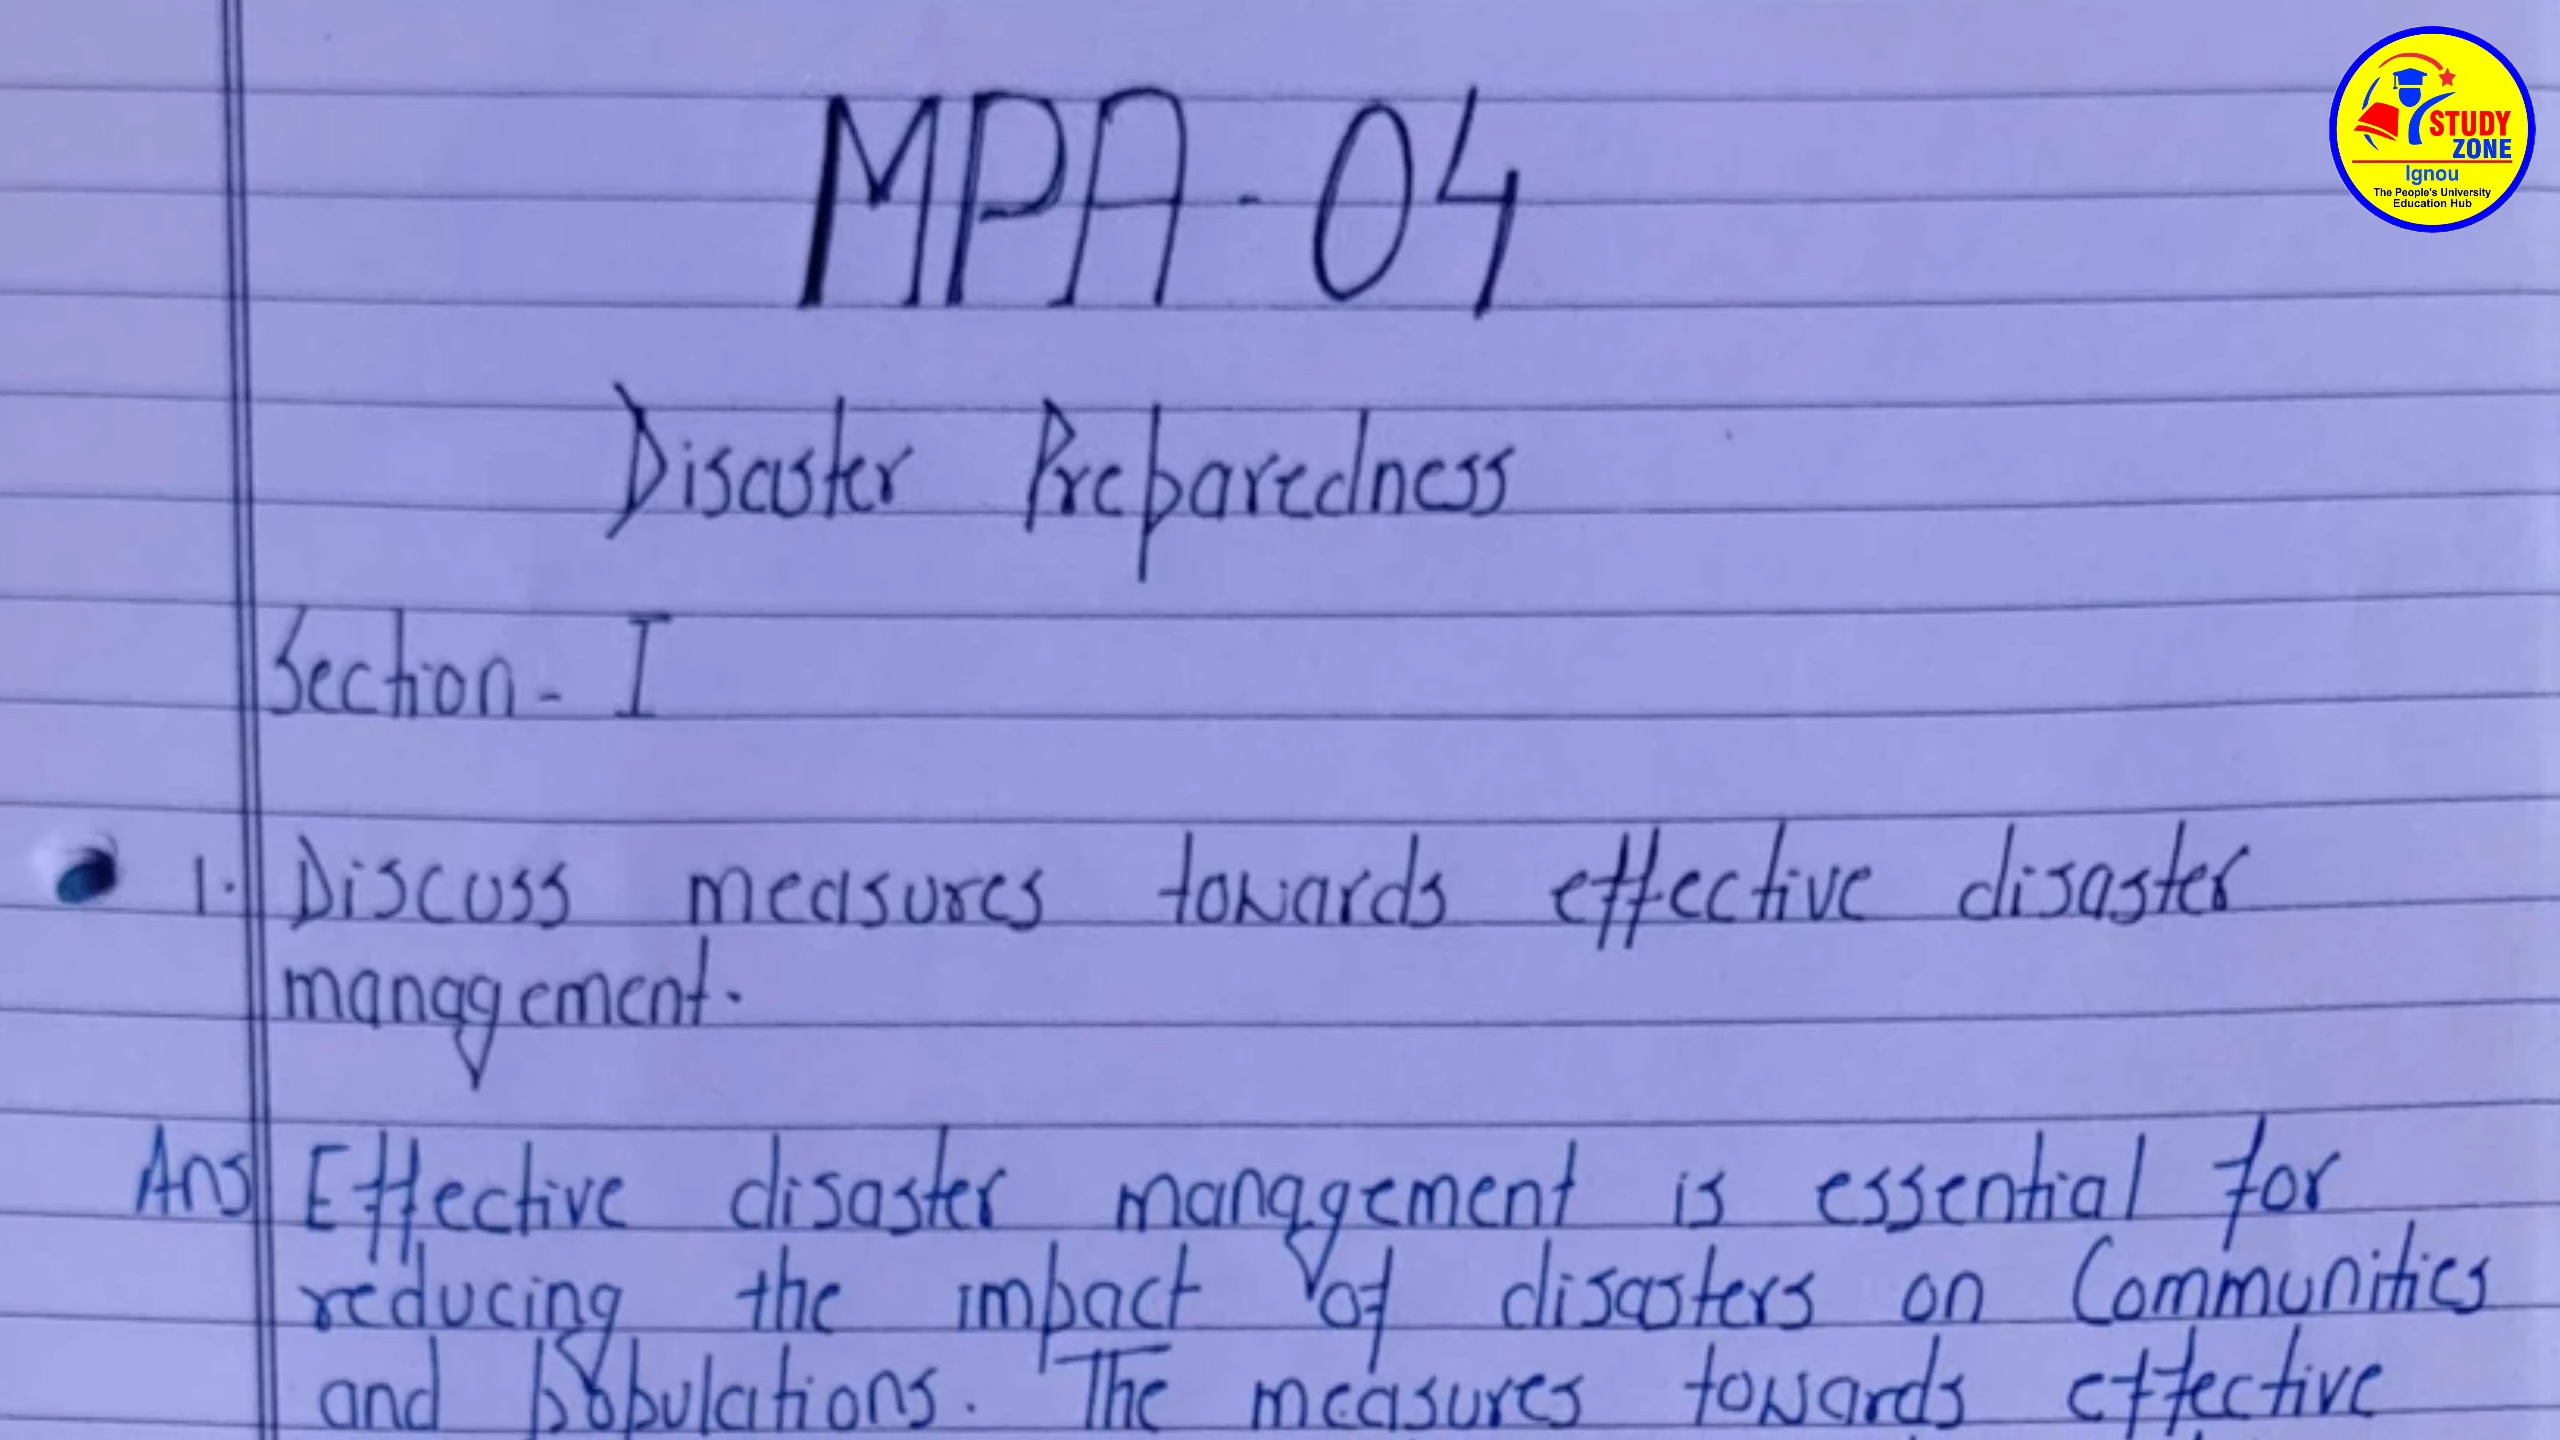 MPA-04
STUDY
ZONE
Ignou
The People's University
Education Hub
Disaster Preparedness
Section - I
1. Discuss measures towards effective disaster
management.
Ans Effective disaster management is essential for
reducing the impact of disasters on Communities
and populations. The measures towards effective